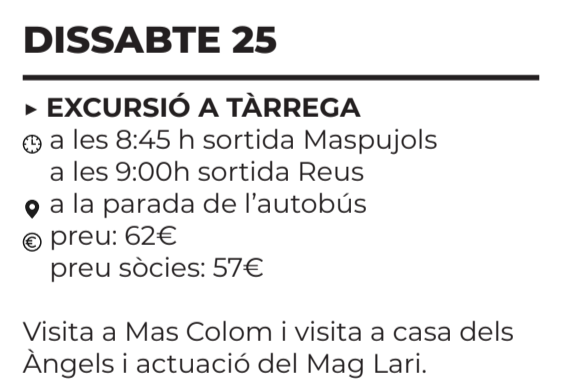 DISSABTE 25
▸ EXCURSIÓ A TÀRREGA
a les 8:45 h sortida Maspujols
a les 9:00h sortida Reus
a la parada de l'autobús
€ preu: 62€
preu sòcies: 57€
Visita a Mas Colom i visita a casa dels
Àngels i actuació del Mag Lari.